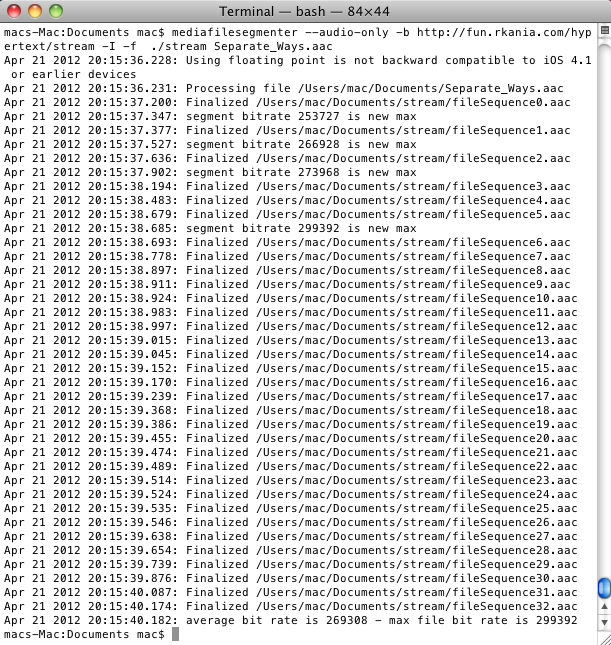 Terminal — bash — 84×44
macs-Mac:Documents mac$ mediafilesegmenter --audio-only -b http://fun.rkania.com/hyp
ertext/stream -I -f  ./stream Separate_Ways.aac
Apr 21 2012 20:15:36.228: Using floating point is not backward compatible to iOS 4.1
 or earlier devices
Apr 21 2012 20:15:36.231: Processing file /Users/mac/Documents/Separate_Ways.aac
Apr 21 2012 20:15:37.200: Finalized /Users/mac/Documents/stream/fileSequence0.aac
Apr 21 2012 20:15:37.347: segment bitrate 253727 is new max
Apr 21 2012 20:15:37.377: Finalized /Users/mac/Documents/stream/fileSequence1.aac
Apr 21 2012 20:15:37.527: segment bitrate 266928 is new max
Apr 21 2012 20:15:37.636: Finalized /Users/mac/Documents/stream/fileSequence2.aac
Apr 21 2012 20:15:37.902: segment bitrate 273968 is new max
Apr 21 2012 20:15:38.194: Finalized /Users/mac/Documents/stream/fileSequence3.aac
Apr 21 2012 20:15:38.483: Finalized /Users/mac/Documents/stream/fileSequence4.aac
Apr 21 2012 20:15:38.679: Finalized /Users/mac/Documents/stream/fileSequence5.aac
Apr 21 2012 20:15:38.685: segment bitrate 299392 is new max
Apr 21 2012 20:15:38.693: Finalized /Users/mac/Documents/stream/fileSequence6.aac
Apr 21 2012 20:15:38.778: Finalized /Users/mac/Documents/stream/fileSequence7.aac
Apr 21 2012 20:15:38.897: Finalized /Users/mac/Documents/stream/fileSequence8.aac
Apr 21 2012 20:15:38.911: Finalized /Users/mac/Documents/stream/fileSequence9.aac
Apr 21 2012 20:15:38.924: Finalized /Users/mac/Documents/stream/fileSequence10.aac
Apr 21 2012 20:15:38.983: Finalized /Users/mac/Documents/stream/fileSequence11.aac
Apr 21 2012 20:15:38.997: Finalized /Users/mac/Documents/stream/fileSequence12.aac
Apr 21 2012 20:15:39.015: Finalized /Users/mac/Documents/stream/fileSequence13.aac
Apr 21 2012 20:15:39.045: Finalized /Users/mac/Documents/stream/fileSequence14.aac
Apr 21 2012 20:15:39.152: Finalized /Users/mac/Documents/stream/fileSequence15.aac
Apr 21 2012 20:15:39.170: Finalized /Users/mac/Documents/stream/fileSequence16.aac
Apr 21 2012 20:15:39.239: Finalized /Users/mac/Documents/stream/fileSequence17.aac
Apr 21 2012 20:15:39.368: Finalized /Users/mac/Documents/stream/fileSequence18.aac
Apr 21 2012 20:15:39.386: Finalized /Users/mac/Documents/stream/fileSequence19.aac
Apr 21 2012 20:15:39.455: Finalized /Users/mac/Documents/stream/fileSequence20.aac
Apr 21 2012 20:15:39.474: Finalized /Users/mac/Documents/stream/fileSequence21.aac
Apr 21 2012 20:15:39.489: Finalized /Users/mac/Documents/stream/fileSequence22.aac
Apr 21 2012 20:15:39.514: Finalized /Users/mac/Documents/stream/fileSequence23.aac
Apr 21 2012 20:15:39.524: Finalized /Users/mac/Documents/stream/fileSequence24.aac
Apr 21 2012 20:15:39.535: Finalized /Users/mac/Documents/stream/fileSequence25.aac
Apr 21 2012 20:15:39.546: Finalized /Users/mac/Documents/stream/fileSequence26.aac
Apr 21 2012 20:15:39.638: Finalized /Users/mac/Documents/stream/fileSequence27.aac
Apr 21 2012 20:15:39.654: Finalized /Users/mac/Documents/stream/fileSequence28.aac
Apr 21 2012 20:15:39.739: Finalized /Users/mac/Documents/stream/fileSequence29.aac
Apr 21 2012 20:15:39.876: Finalized /Users/mac/Documents/stream/fileSequence30.aac
Apr 21 2012 20:15:40.087: Finalized /Users/mac/Documents/stream/fileSequence31.aac
Apr 21 2012 20:15:40.174: Finalized /Users/mac/Documents/stream/fileSequence32.aac
Apr 21 2012 20:15:40.182: average bit rate is 269308 - max file bit rate is 299392
macs-Mac:Documents mac$